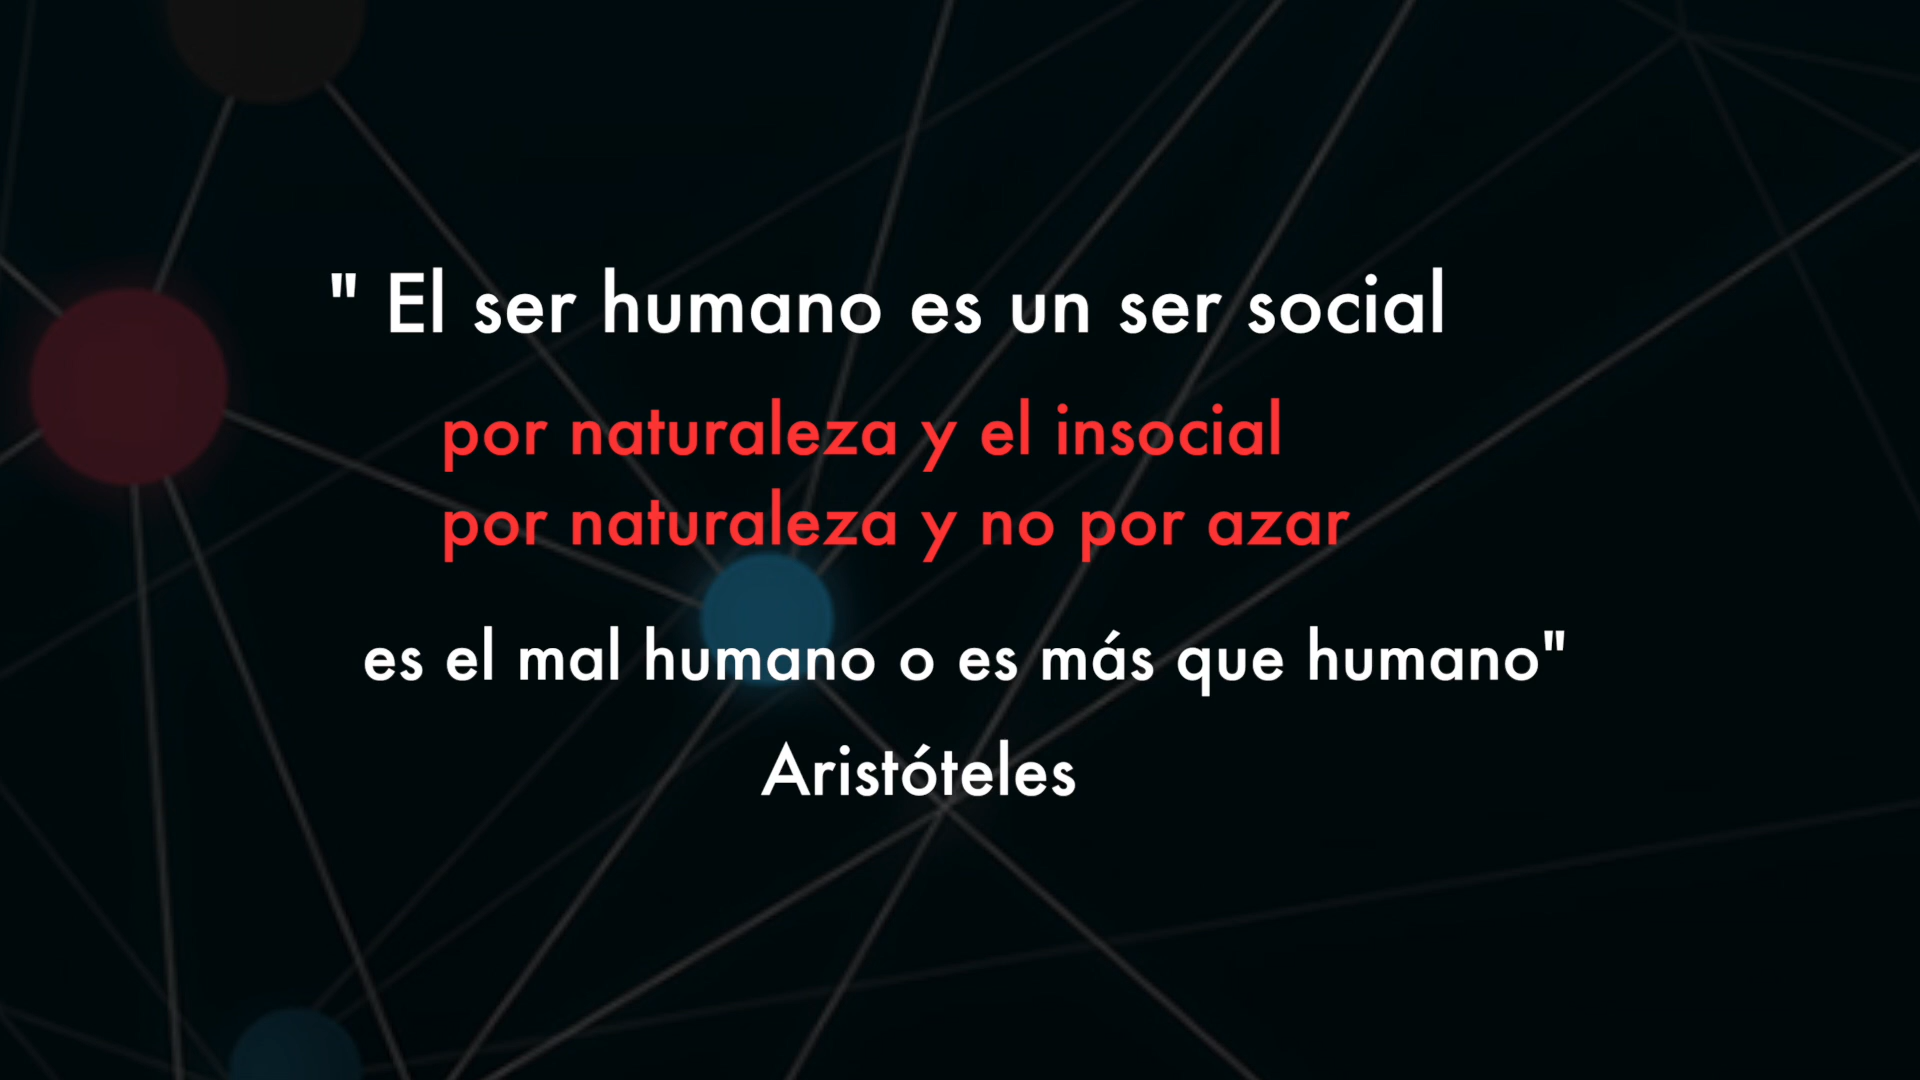 " El ser humano es un ser social
por naturaleza y el insocial
por naturaleza y no por azar
es el mal humano o es más que humano"
Aristóteles